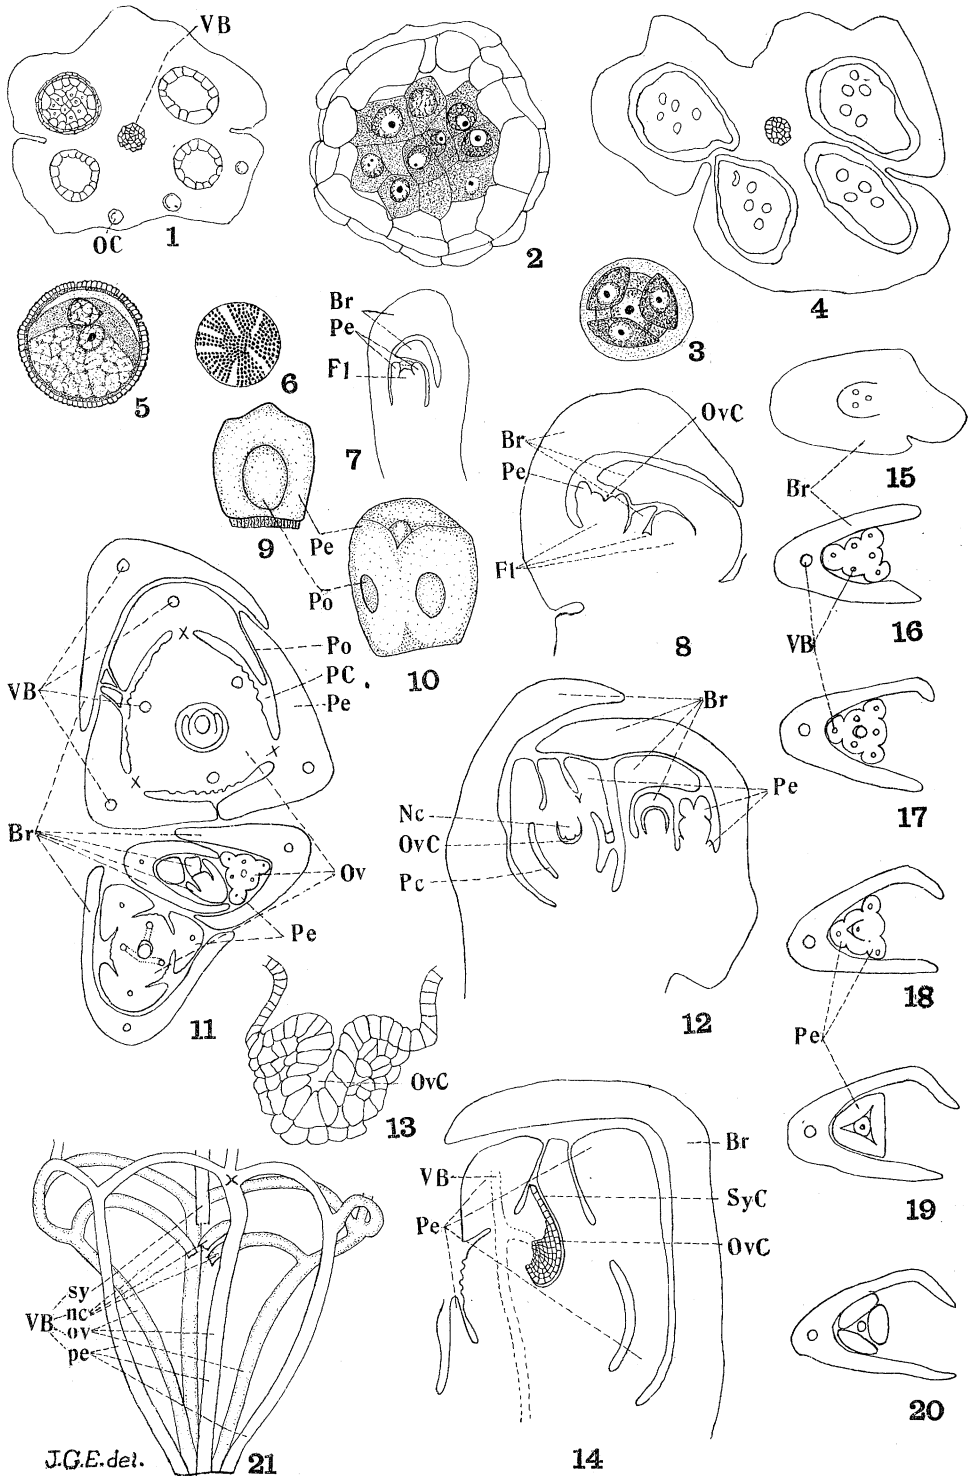 VB
OC
1
2
3
4
5
6
Br
Pe
Fl
7
OvC
Br
Pe
Fl
8
9
Pe
Po
10
15
Br
16
VB
17
18
Pe
19
20
VB
Po
PC.
Pe
Br
Ov
Pe
11
Br
Pe
Nc
OvC
Pc
12
OvC
13
Br
VB
SyC
Pe
OvC
14
sy
nc
VB
ov
pe
J.G.E. del.
21